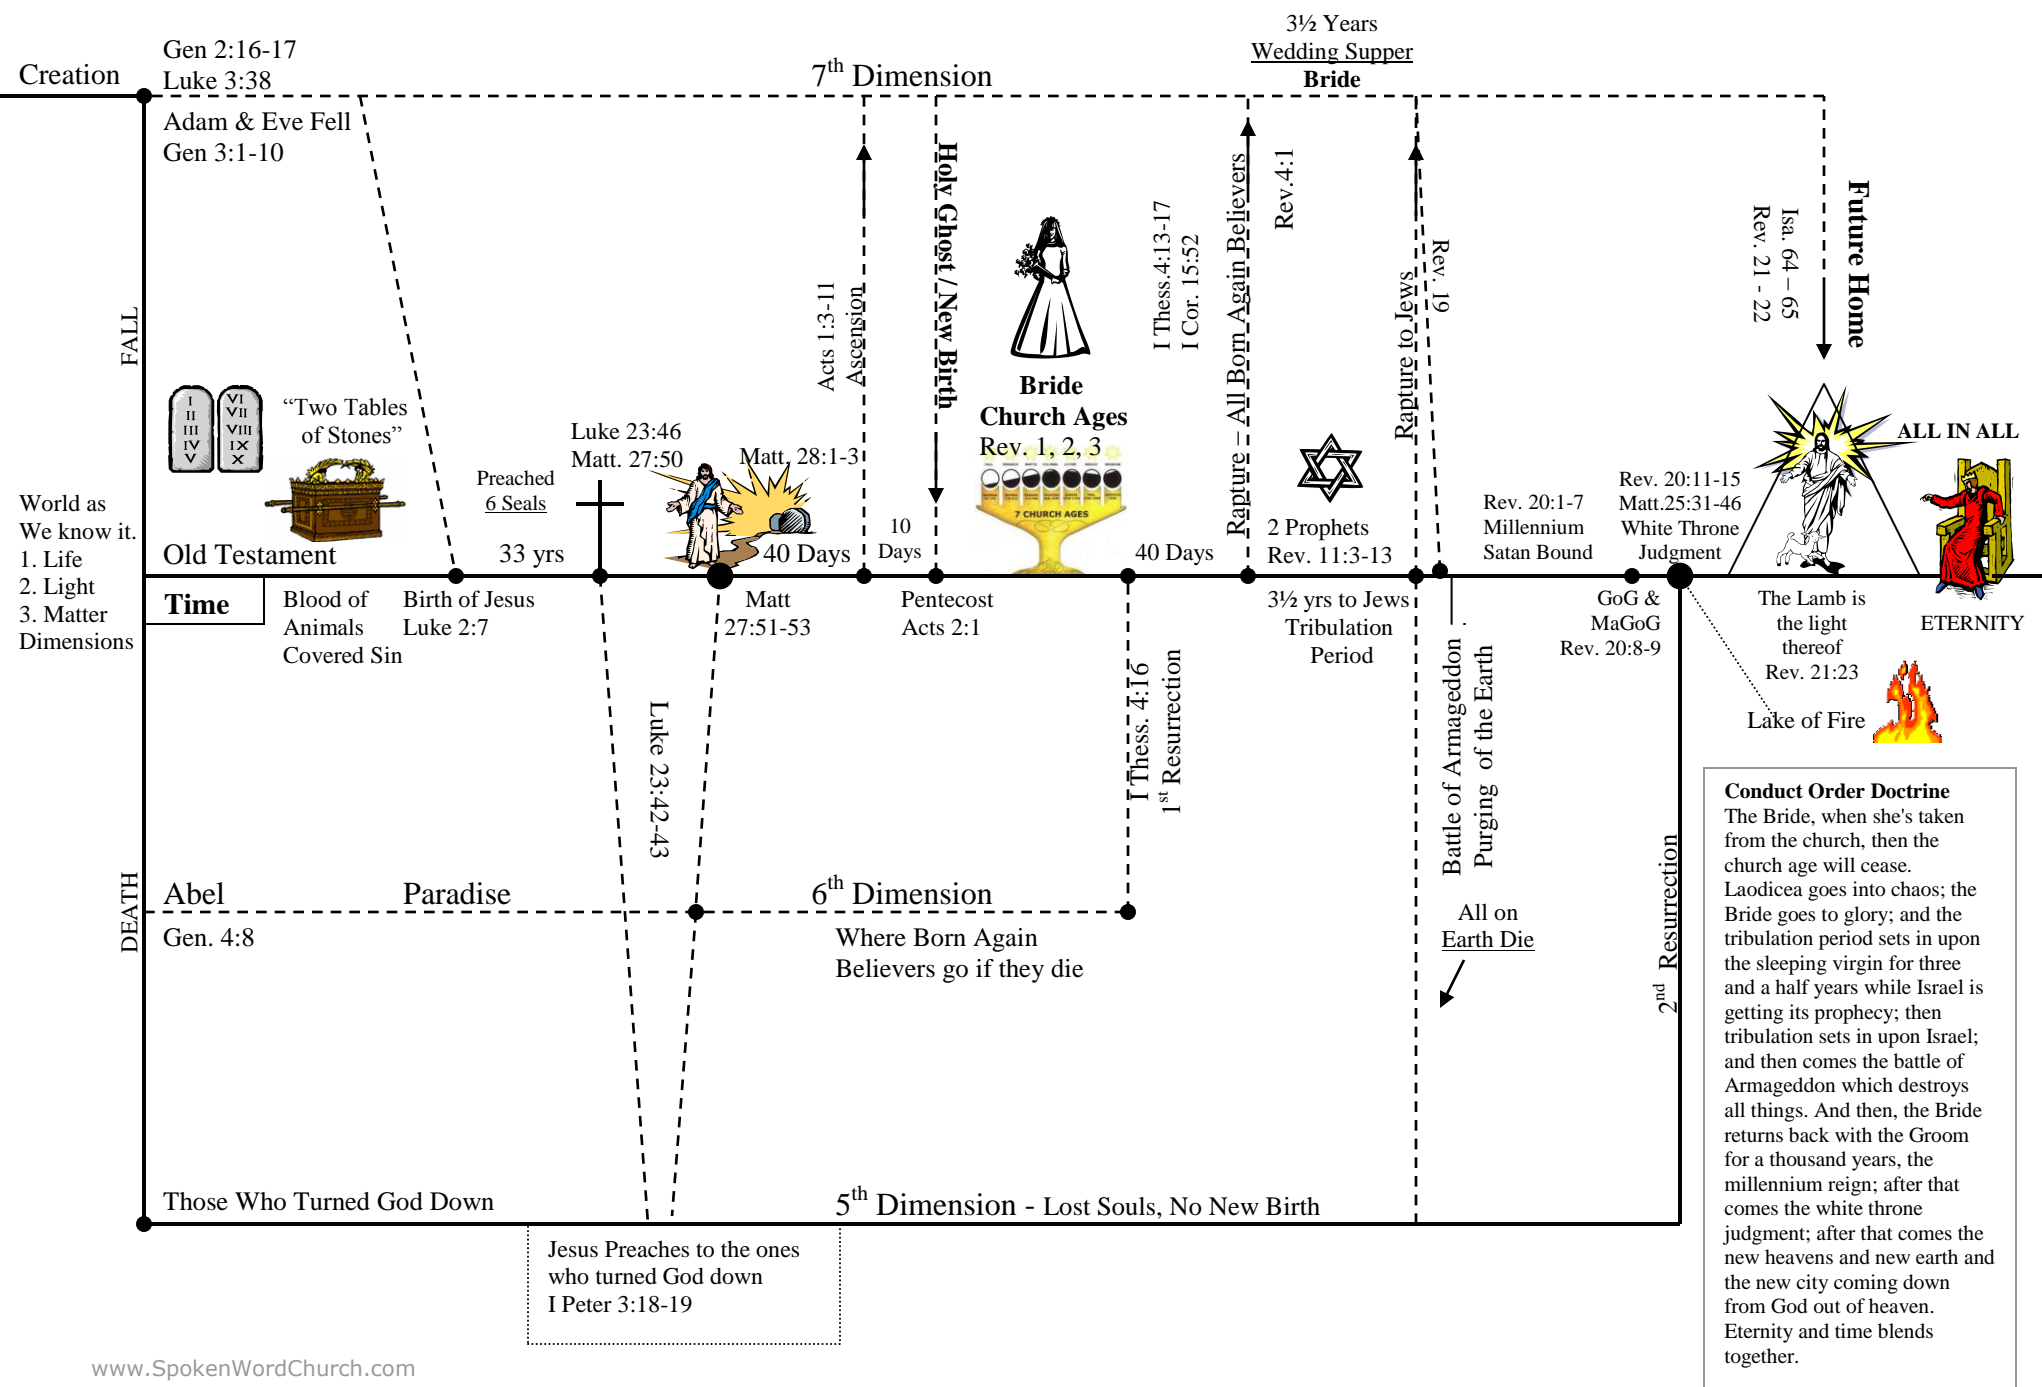 3½ Years
Wedding Supper
Bride
Creation
Gen 2:16-17
Luke 3:38
7th Dimension
Adam & Eve Fell
Gen 3:1-10
FALL
Acts 1:3-11
Ascension
Holy Ghost / New Birth
Bride
Church Ages
Rev. 1, 2, 3
7 CHURCH AGES
I Thess.4:13-17
I Cor. 15:52
Rapture – All Born Again Believers
Rev.4:1
Rapture to Jews
Rev. 19
Isa. 64 – 65
Rev. 21 - 22
Future Home
I
II
III
IV
V
VI
VII
VIII
IX
X
“Two Tables
of Stones”
Preached
6 Seals
Luke 23:46
Matt. 27:50
Matt. 28:1-3
World as
We know it.
1. Life
2. Light
3. Matter
Dimensions
Old Testament
33 yrs
40 Days
10
Days
40 Days
2 Prophets
Rev. 11:3-13
Rev. 20:1-7
Millennium
Satan Bound
Rev. 20:11-15
Matt.25:31-46
White Throne
Judgment
ALL IN ALL
Time
Blood of
Animals
Covered Sin
Birth of Jesus
Luke 2:7
Matt
27:51-53
Pentecost
Acts 2:1
3½ yrs to Jews
Tribulation
Period
GoG &
MaGoG
Rev. 20:8-9
The Lamb is
the light
thereof
Rev. 21:23
ETERNITY
Lake of Fire
Luke 23:42-43
I Thess. 4:16
1st Resurrection
Battle of Armageddon .
Purging of the Earth
All on
Earth Die
2nd Resurrection
DEATH
Abel
Paradise
6th Dimension
Gen. 4:8
Where Born Again
Believers go if they die
Those Who Turned God Down
5th Dimension - Lost Souls, No New Birth
Jesus Preaches to the ones
who turned God down
I Peter 3:18-19
Conduct Order Doctrine
The Bride, when she's taken
from the church, then the
church age will cease.
Laodicea goes into chaos; the
Bride goes to glory; and the
tribulation period sets in upon
the sleeping virgin for three
and a half years while Israel is
getting its prophecy; then
tribulation sets in upon Israel;
and then comes the battle of
Armageddon which destroys
all things. And then, the Bride
returns back with the Groom
for a thousand years, the
millennium reign; after that
comes the white throne
judgment; after that comes the
new heavens and new earth and
the new city coming down
from God out of heaven.
Eternity and time blends
together.
www.SpokenWordChurch.com